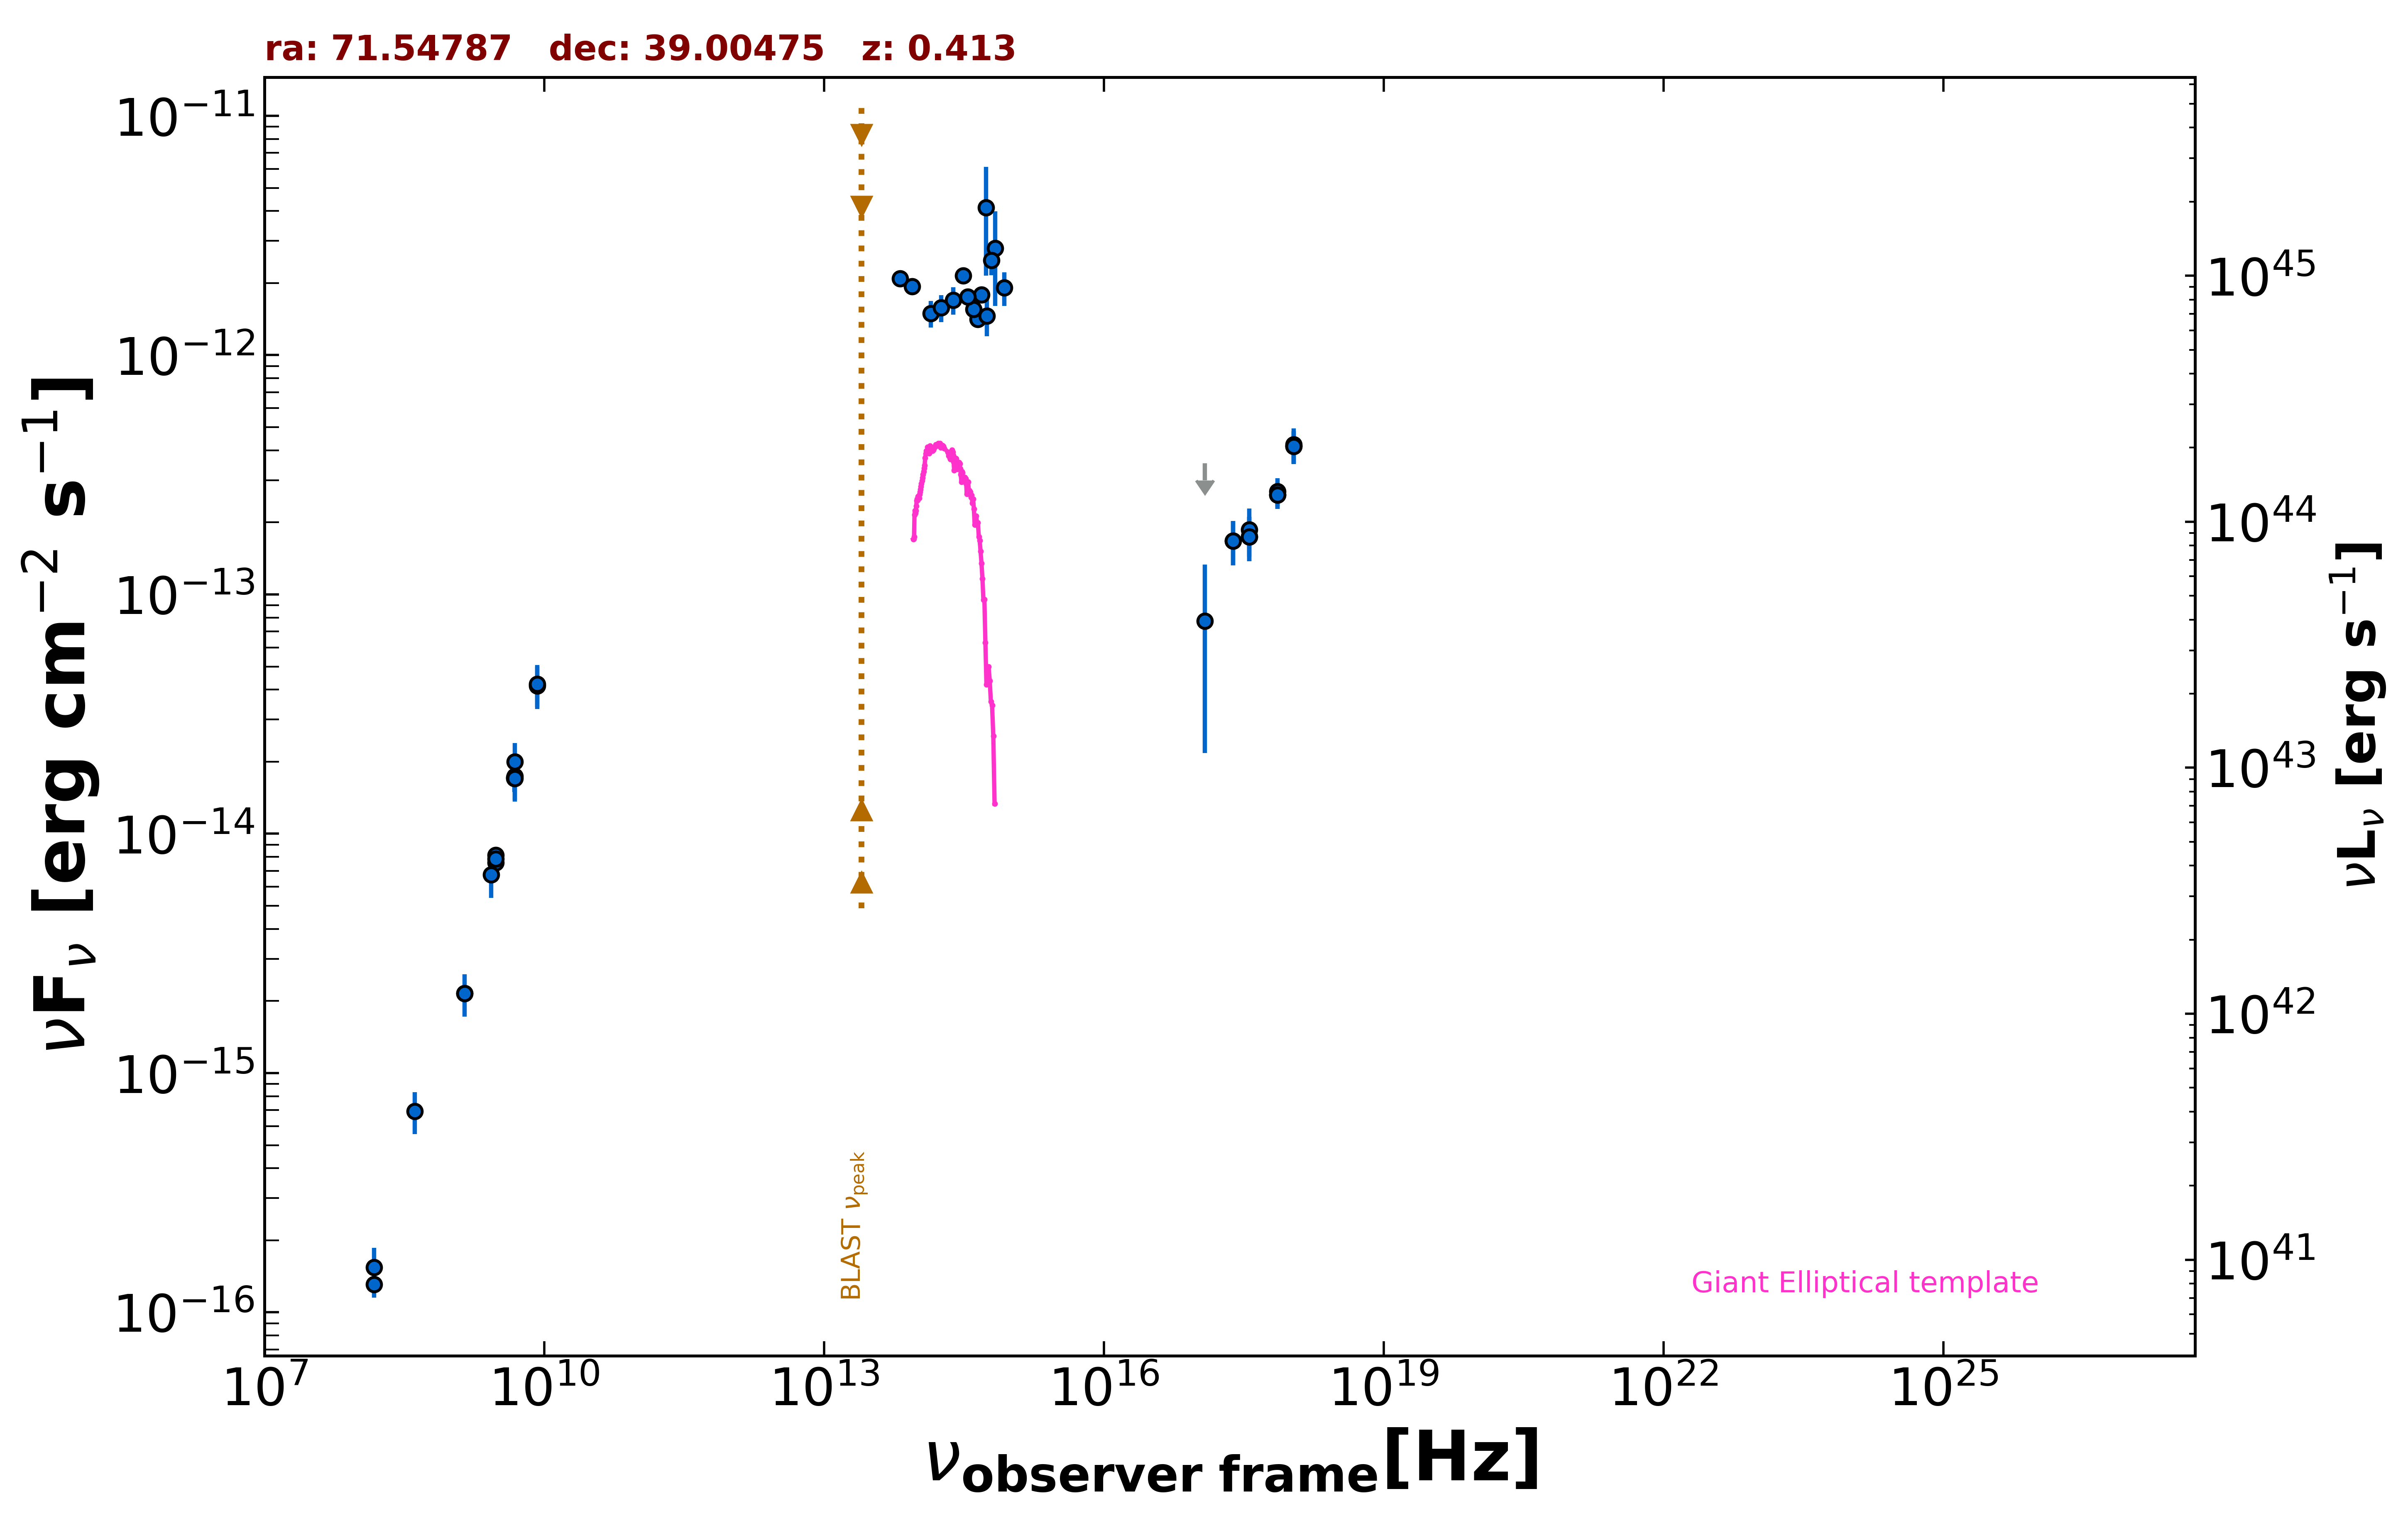 ra: 71.54787 dec: 39.00475 z: 0.413
10⁻¹¹
10⁻¹²
10⁻¹³
10⁻¹⁴
10⁻¹⁵
10⁻¹⁶
νFν [erg cm⁻² s⁻¹]
10⁴⁵
10⁴⁴
10⁴³
10⁴²
10⁴¹
νLν [erg s⁻¹]
BLAST νpeak
Giant Elliptical template
10⁷ 10¹⁰ 10¹³ 10¹⁶ 10¹⁹ 10²² 10²⁵
νobserver frame[Hz]